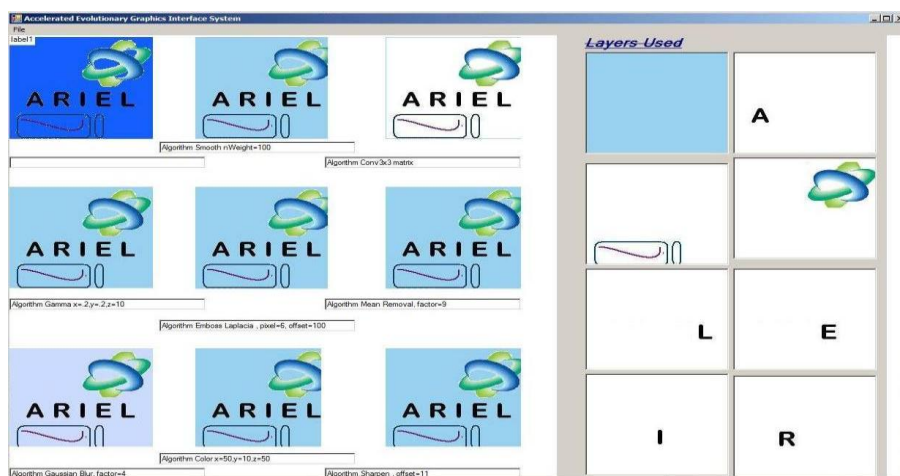 Accelerated Evolutionary Graphics Interface System
File
label1
Layers Used
ARIEL
ARIEL
ARIEL
A
Algorithm Smooth nWeight=100
Algorithm Conv3x3 matrix
ARIEL
ARIEL
ARIEL
Algorithm Gamma x=.2,y=.2,z=10
Algorithm Mean Removal, factor=9
Algorithm Emboss Laplacia , pixel=6, offset=100
L
E
ARIEL
ARIEL
ARIEL
I
R
Algorithm Color x=50,y=10,z=50
Algorithm Gaussian Blur, factor=4
Algorithm Sharpen , offset=11